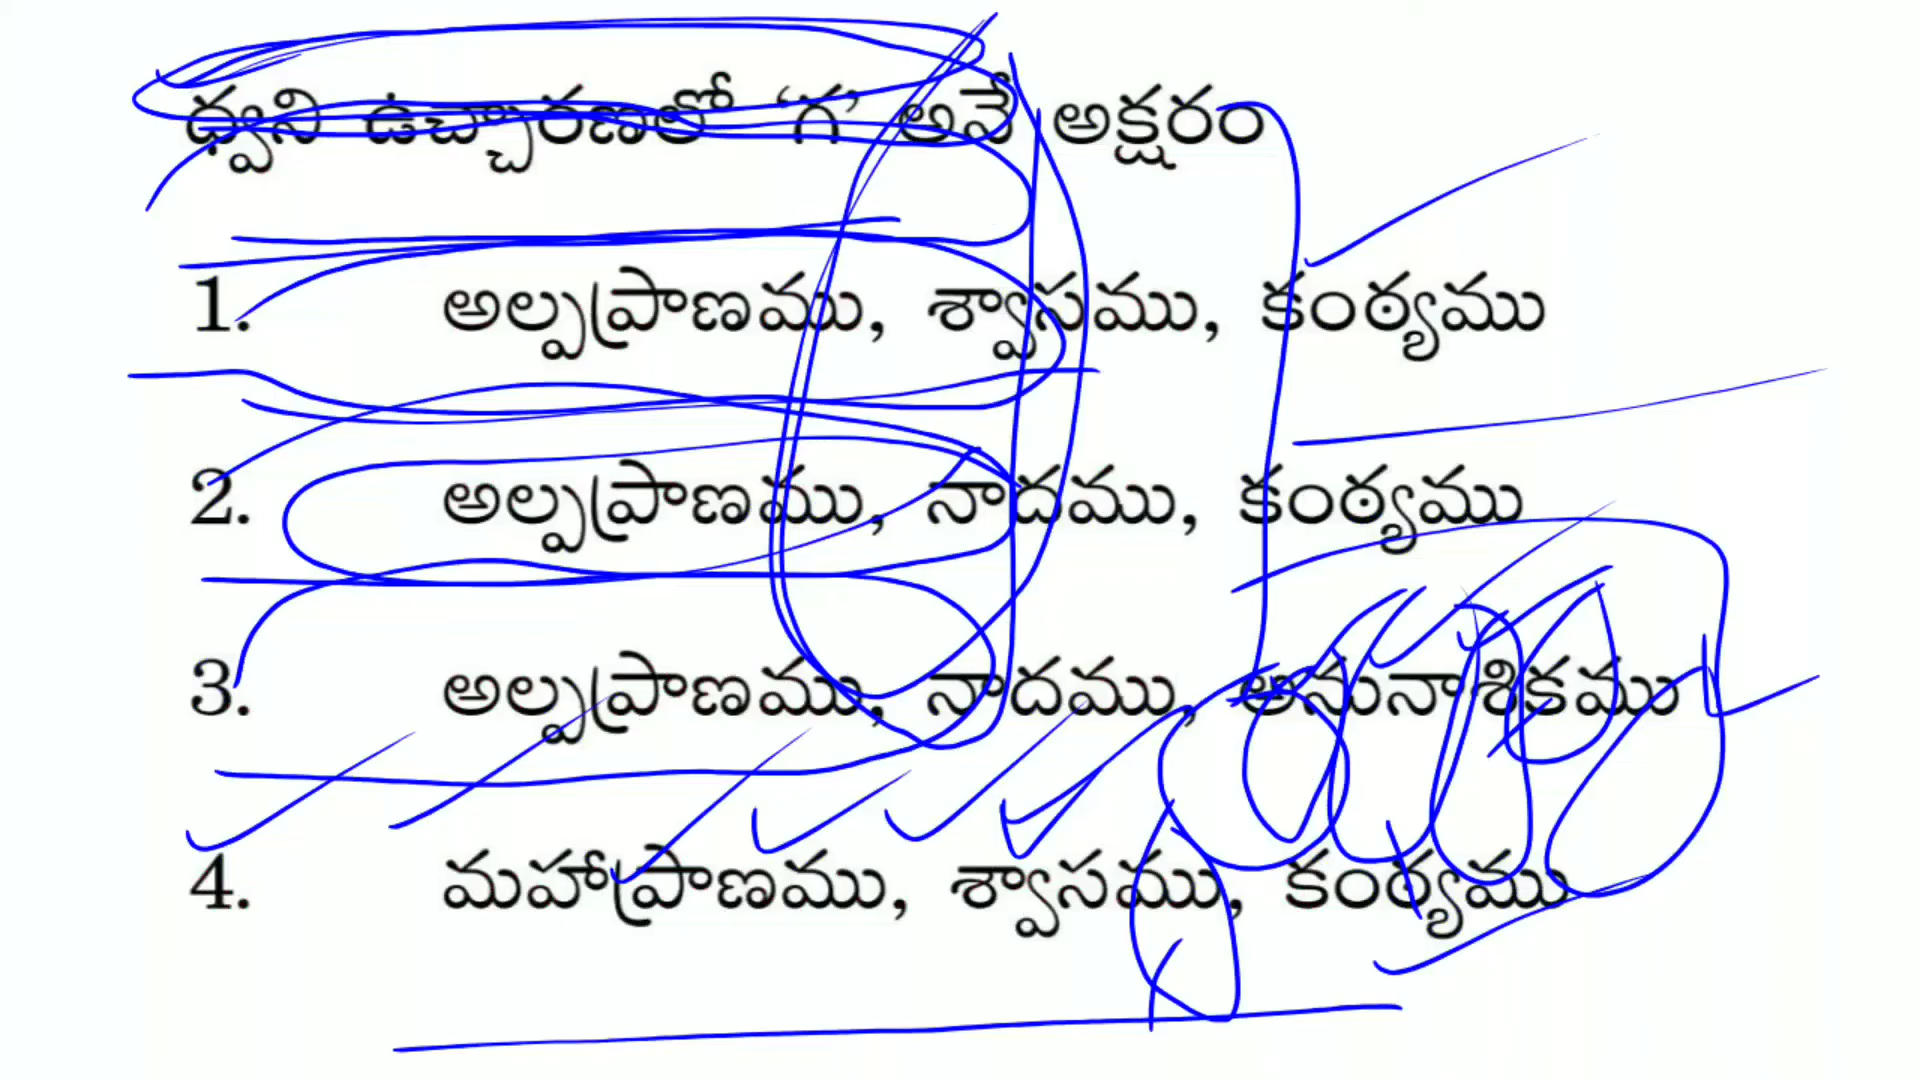 ధ్వని ఉచ్చారణలో ‘గ’ అనే అక్షరం
1. అల్పప్రాణము, శ్వాసము, కంఠ్యము
2. అల్పప్రాణము, నాదము, కంఠ్యము
3. అల్పప్రాణము, నాదము, అనునాశికము
4. మహాప్రాణము, శ్వాసము, కంఠ్యము